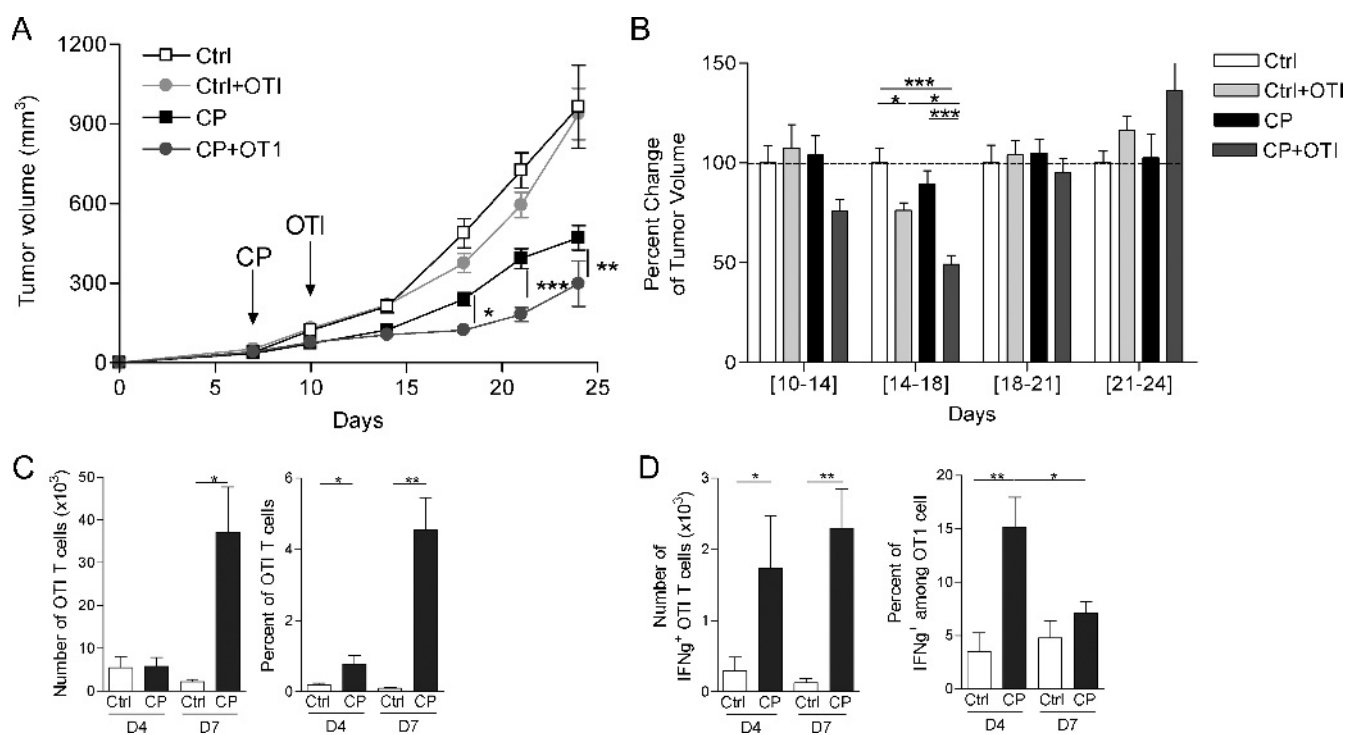 A
1200
900
600
300
0
Tumor volume (mm³)
Ctrl
Ctrl+OTI
CP
CP+OT1
CP
OTI
*
***
**
0 5 10 15 20 25
Days
B
150
100
50
0
Percent Change
of Tumor Volume
***
* *
***
[10-14] [14-18] [18-21] [21-24]
Days
Ctrl
Ctrl+OTI
CP
CP+OTI
C
50
40
30
20
10
0
Number of OTI T cells (x10³)
*
Ctrl CP Ctrl CP
D4 D7
6
4
2
0
Percent of OTI T cells
* **
Ctrl CP Ctrl CP
D4 D7
D
3
2
1
0
Number of
IFNg⁺ OTI T cells (x10³)
* **
Ctrl CP Ctrl CP
D4 D7
20
15
10
5
0
Percent of
IFNg⁺ among OT1 cell
** *
Ctrl CP Ctrl CP
D4 D7